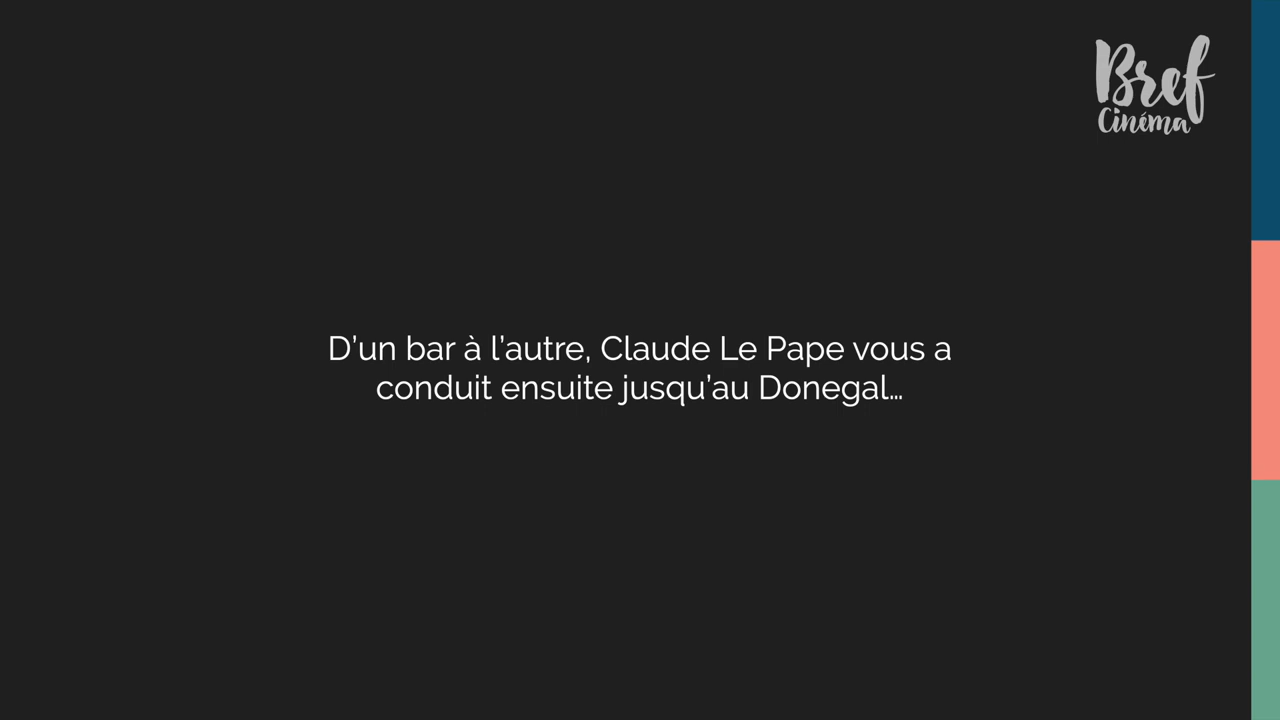 Bref
Cinéma
D’un bar à l’autre, Claude Le Pape vous a
conduit ensuite jusqu’au Donegal…